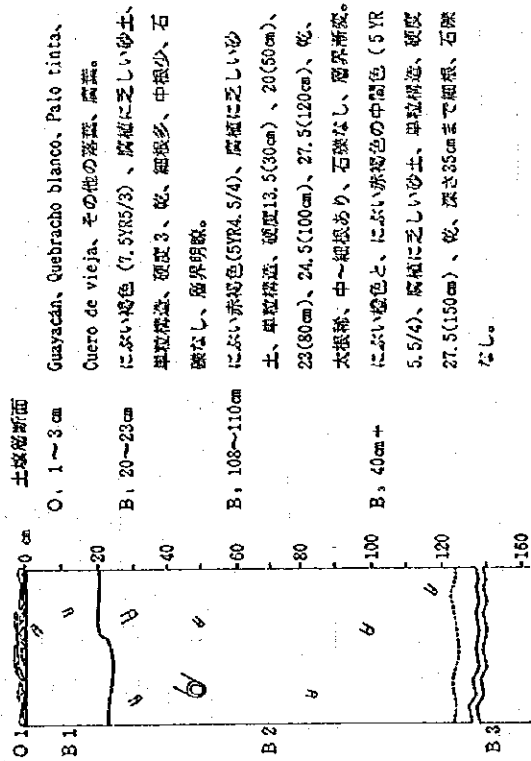 土壌層断面
O₁ 1～3 cm
Guayacán、Quebracho blanco、Palo tinta、
Cuero de vieja、その他の落葉、腐葉。
B₁ 20～23cm
にぶい褐色 (7.5YR5/3) 、腐植に乏しい砂土、
単粒構造、硬度3、乾、細根多、中根少、石
礫なし、層界明瞭。
B₂ 108～110cm
にぶい赤褐色(5YR4.5/4)、腐植に乏しい砂
土、単粒構造、硬度13.5(30cm) 、20(50cm)、
23(80cm)、24.5(100cm)、27.5(120cm)、乾、
大根稀、中～細根あり、石礫なし、層界漸変。
B₃ 40cm＋
にぶい橙色と、にぶい赤褐色の中間色 (5YR
5.5/4)、腐植に乏しい砂土、単粒構造、硬度
27.5(150cm) 、乾、深さ35cmまで細根、石礫
なし。
O 1
B 1
B 2
B 3
0 cm
20
40
60
80
100
120
160